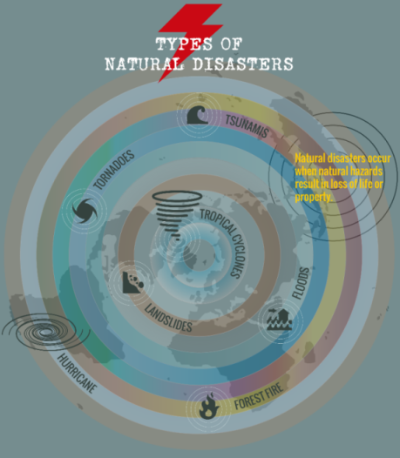 TYPES OF
NATURAL DISASTERS
TSUNAMIS
Natural disasters occur
when natural hazards
result in loss of life or
property.
TORNADOES
TROPICAL CYCLONES
FLOODS
LANDSLIDES
HURRICANE
FOREST FIRE